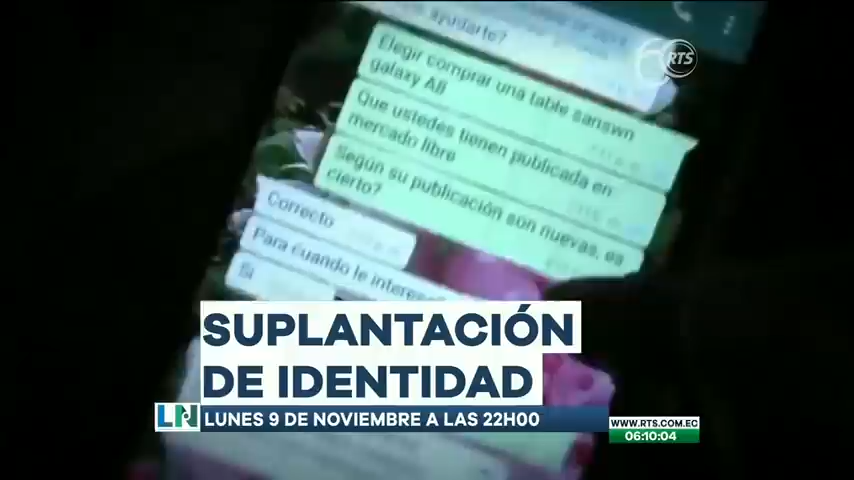 ayudarte?
RTS
Elegir comprar una table sanswn
galaxy A8
Que ustedes tienen publicada en
mercado libre
Según su publicación son nuevas, es
cierto?
Correcto
Para cuando le interesa
Si
SUPLANTACIÓN
DE IDENTIDAD
LN LUNES 9 DE NOVIEMBRE A LAS 22H00
WWW.RTS.COM.EC
06:10:04